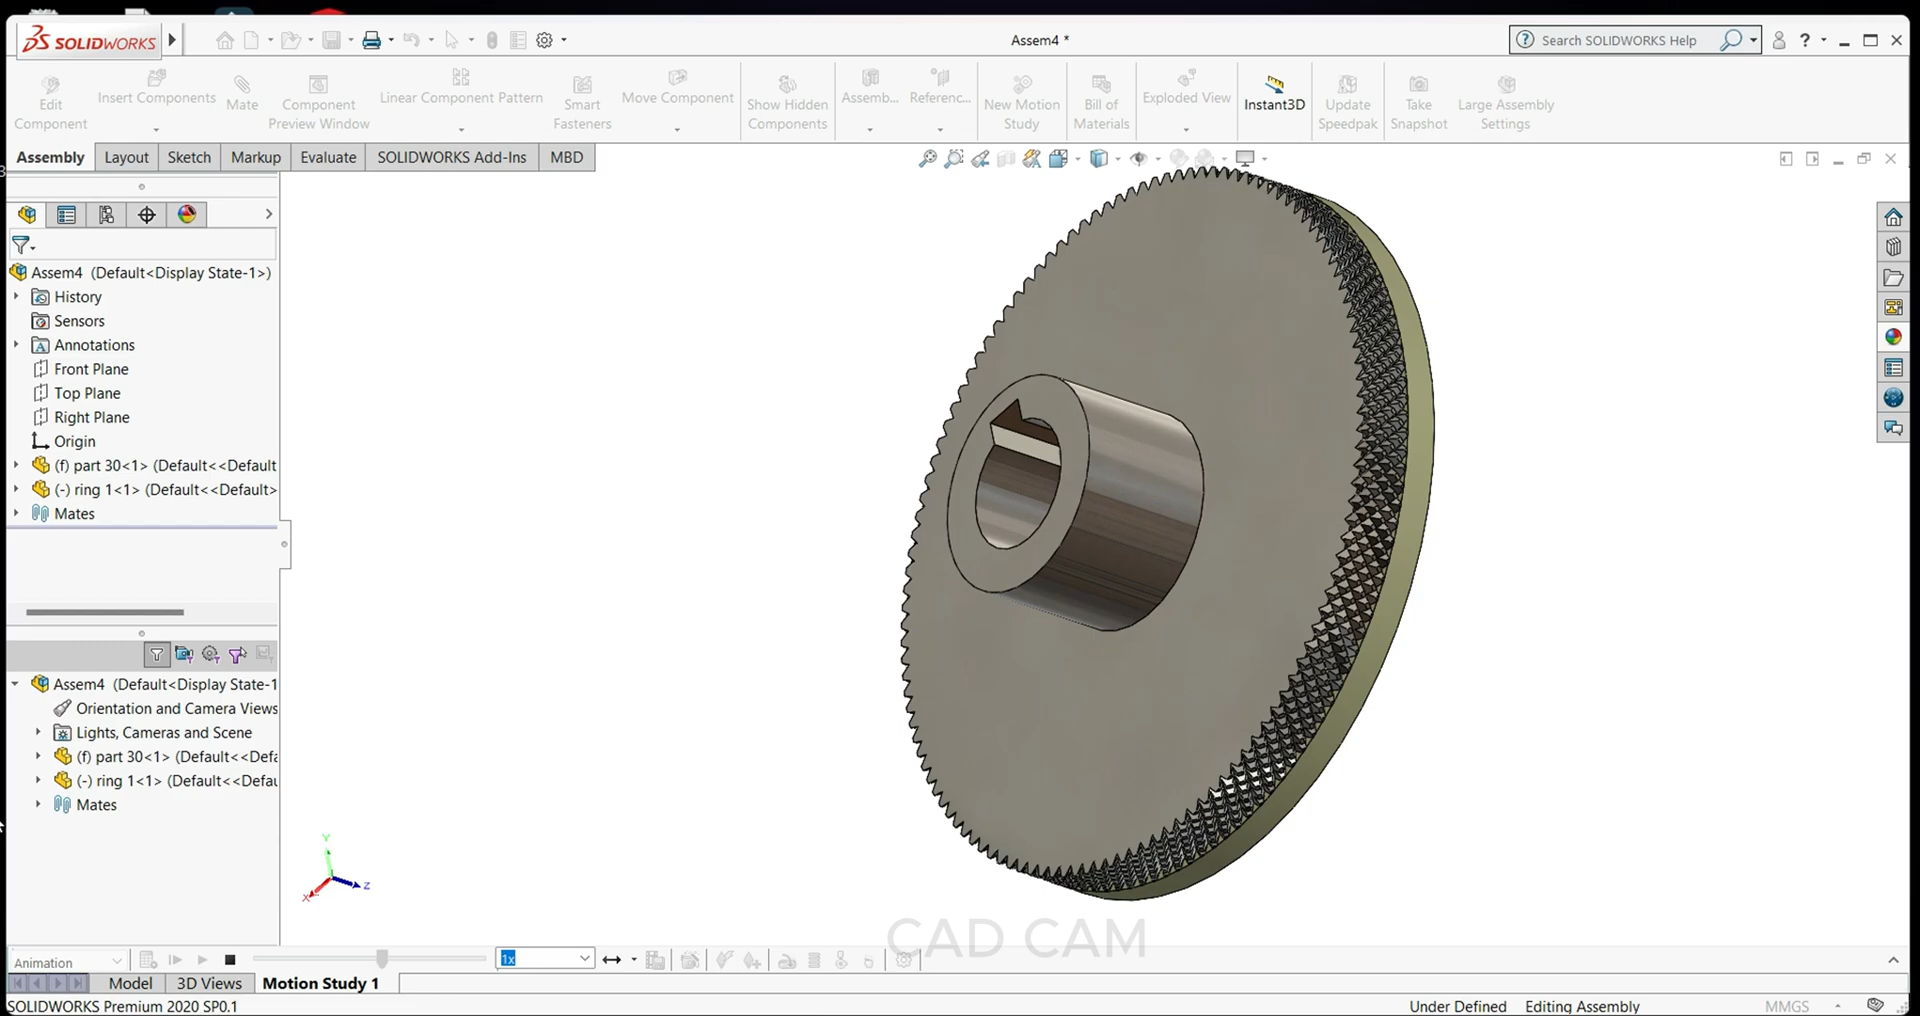 SOLIDWORKS
Assem4 *
Search SOLIDWORKS Help
Edit Component
Insert Components
Mate
Component Preview Window
Linear Component Pattern
Smart Fasteners
Move Component
Show Hidden Components
Assemb...
Referenc...
New Motion Study
Bill of Materials
Exploded View
Instant3D
Update Speedpak
Take Snapshot
Large Assembly Settings
Assembly
Layout
Sketch
Markup
Evaluate
SOLIDWORKS Add-Ins
MBD
Assem4 (Default<Display State-1>)
History
Sensors
Annotations
Front Plane
Top Plane
Right Plane
Origin
(f) part 30<1> (Default<<Default
(-) ring 1<1> (Default<<Default>
Mates
Assem4 (Default<Display State-1
Orientation and Camera Views
Lights, Cameras and Scene
(f) part 30<1> (Default<<Defa
(-) ring 1<1> (Default<<Defau
Mates
Y
X
Z
CAD CAM
Animation
1x
Model
3D Views
Motion Study 1
SOLIDWORKS Premium 2020 SP0.1
Under Defined
Editing Assembly
MMGS